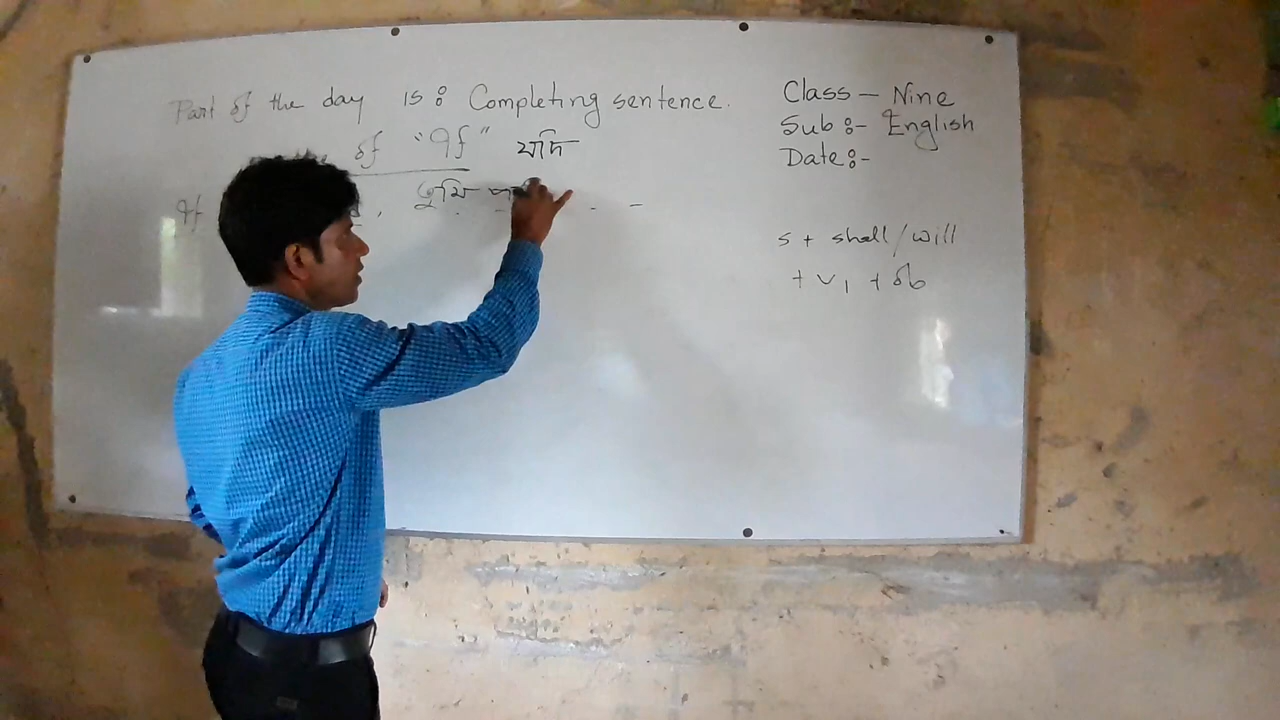 Part of the day is: Completing sentence.
of "If" যদি
If , তুমি
Class – Nine
Sub:- English
Date:-
s + shall/will
+ v1 + ob